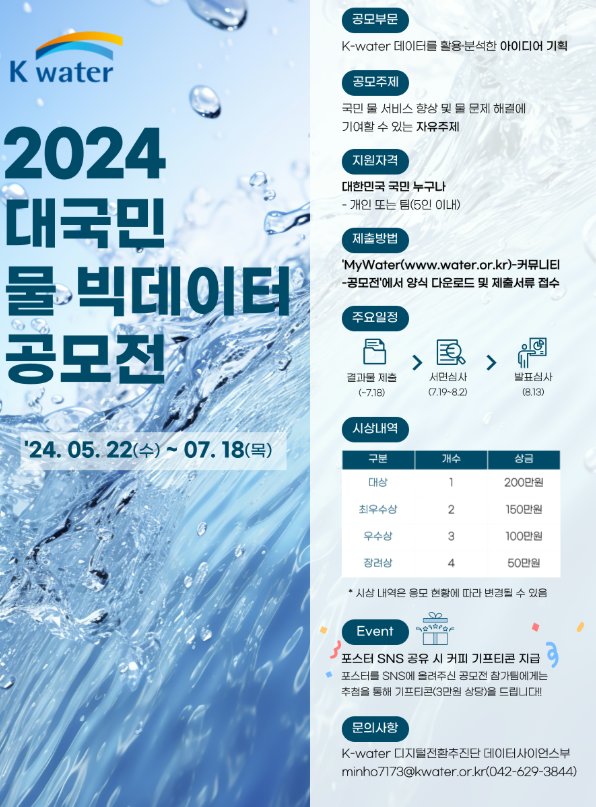 K water
2024
대국민
물 빅데이터
공모전
'24. 05. 22(수) ~ 07. 18(목)
공모부문
K-water 데이터를 활용·분석한 아이디어 기획
공모주제
국민 물 서비스 향상 및 물 문제 해결에
기여할 수 있는 자유주제
지원자격
대한민국 국민 누구나
- 개인 또는 팀(5인 이내)
제출방법
'MyWater(www.water.or.kr)-커뮤니티
-공모전'에서 양식 다운로드 및 제출서류 접수
주요일정
결과물 제출 서면심사 발표심사
(~7.18) (7.19~8.2) (8.13)
시상내역
구분 개수 상금
대상 1 200만원
최우수상 2 150만원
우수상 3 100만원
장려상 4 50만원
* 시상 내역은 응모 현황에 따라 변경될 수 있음
Event
포스터 SNS 공유 시 커피 기프티콘 지급
포스터를 SNS에 올려주신 공모전 참가팀에게는
추첨을 통해 기프티콘(3만원 상당)을 드립니다!!
문의사항
K-water 디지털전환추진단 데이터사이언스부
minho7173@kwater.or.kr(042-629-3844)